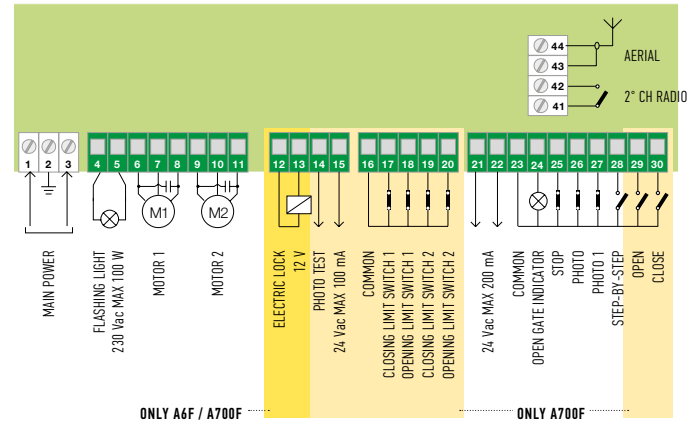 44
AERIAL
43
42
2° CH RADIO
41
1 2 3
4 5 6 7 8 9 10 11
12 13 14 15
16 17 18 19 20
21 22 23 24 25 26 27 28 29 30
M1
M2
MAIN POWER
FLASHING LIGHT
230 Vac MAX 100 W
MOTOR 1
MOTOR 2
ELECTRIC LOCK
12 V
PHOTO TEST
24 Vac MAX 100 mA
COMMON
CLOSING LIMIT SWITCH 1
OPENING LIMIT SWITCH 1
CLOSING LIMIT SWITCH 2
OPENING LIMIT SWITCH 2
24 Vac MAX 200 mA
COMMON
OPEN GATE INDICATOR
STOP
PHOTO
PHOTO 1
STEP-BY-STEP
OPEN
CLOSE
ONLY A6F / A700F
ONLY A700F